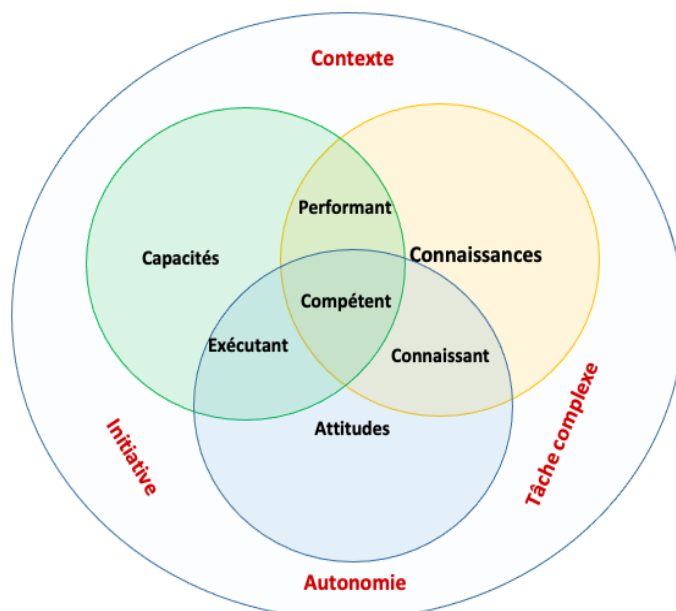 Contexte
Performant
Capacités
Connaissances
Compétent
Exécutant
Connaissant
Attitudes
Initiative
Tâche complexe
Autonomie